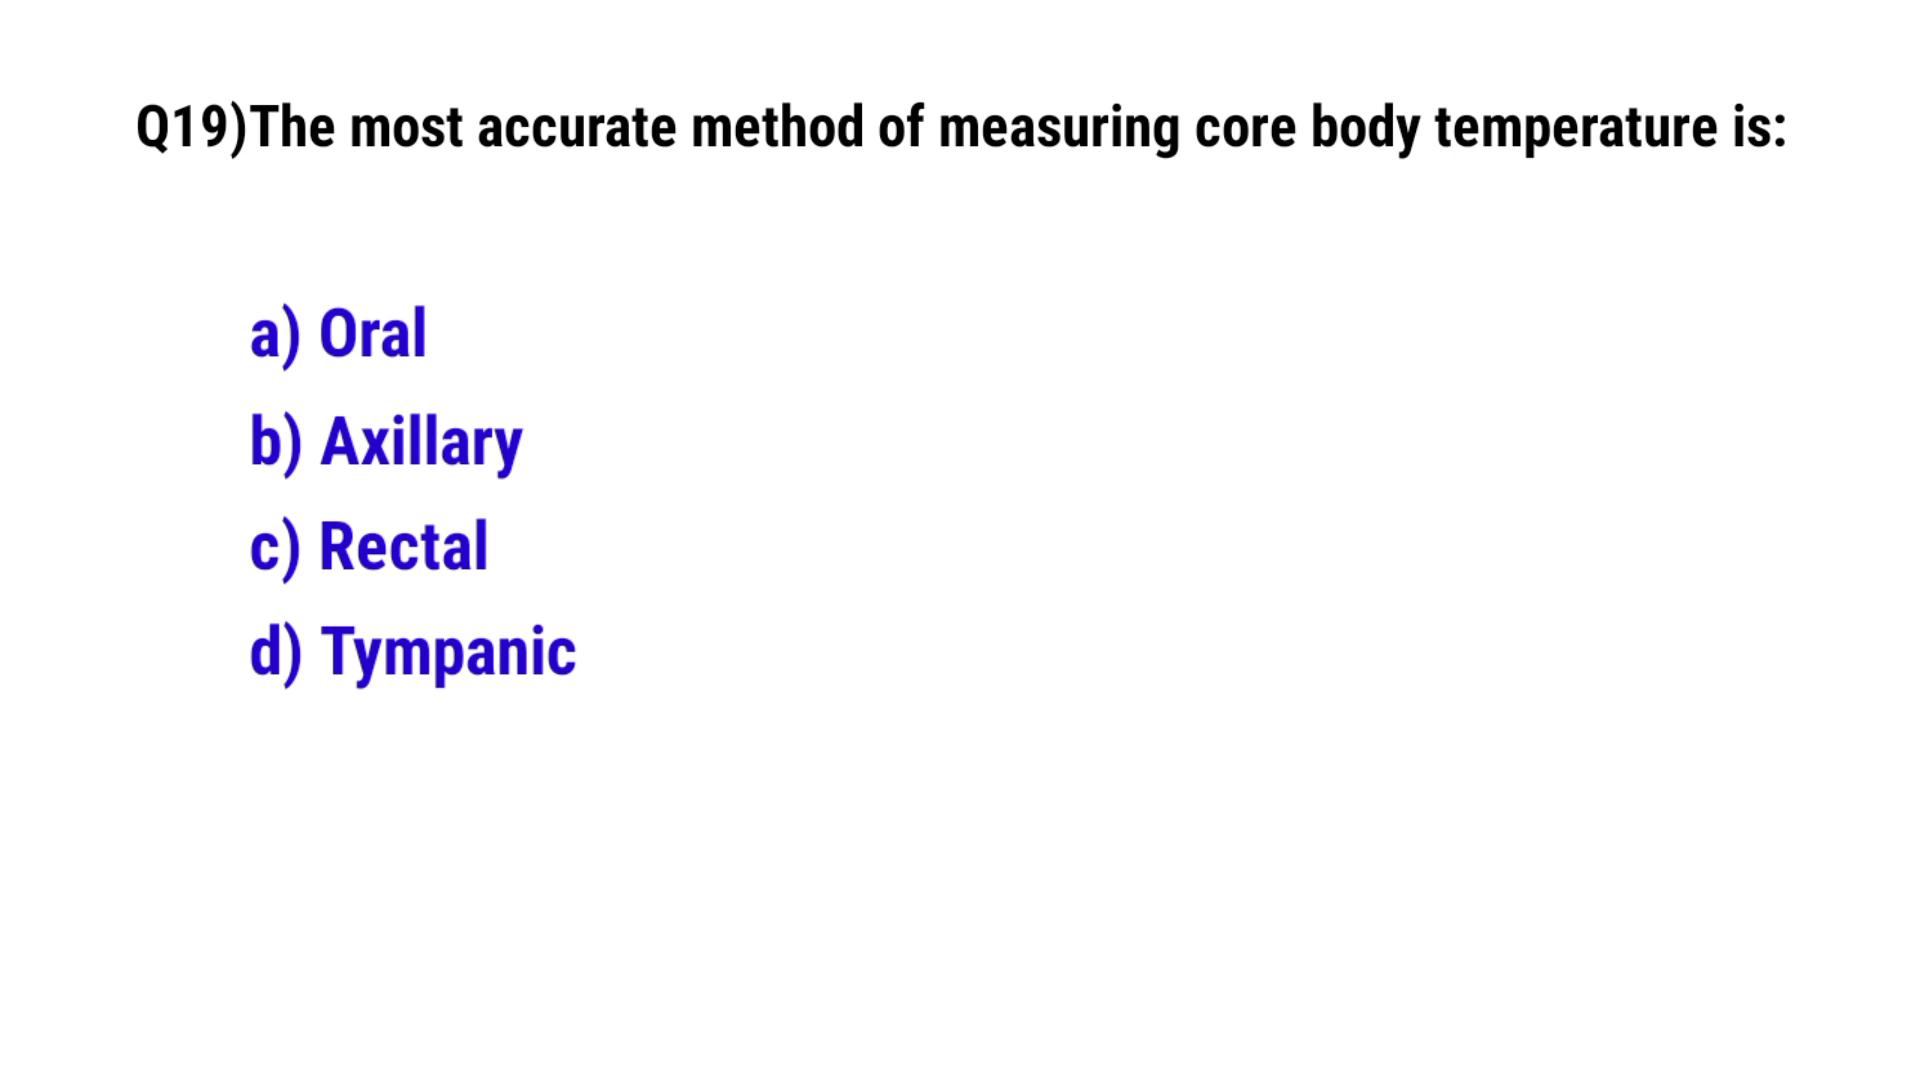 Q19)The most accurate method of measuring core body temperature is:
a) Oral
b) Axillary
c) Rectal
d) Tympanic